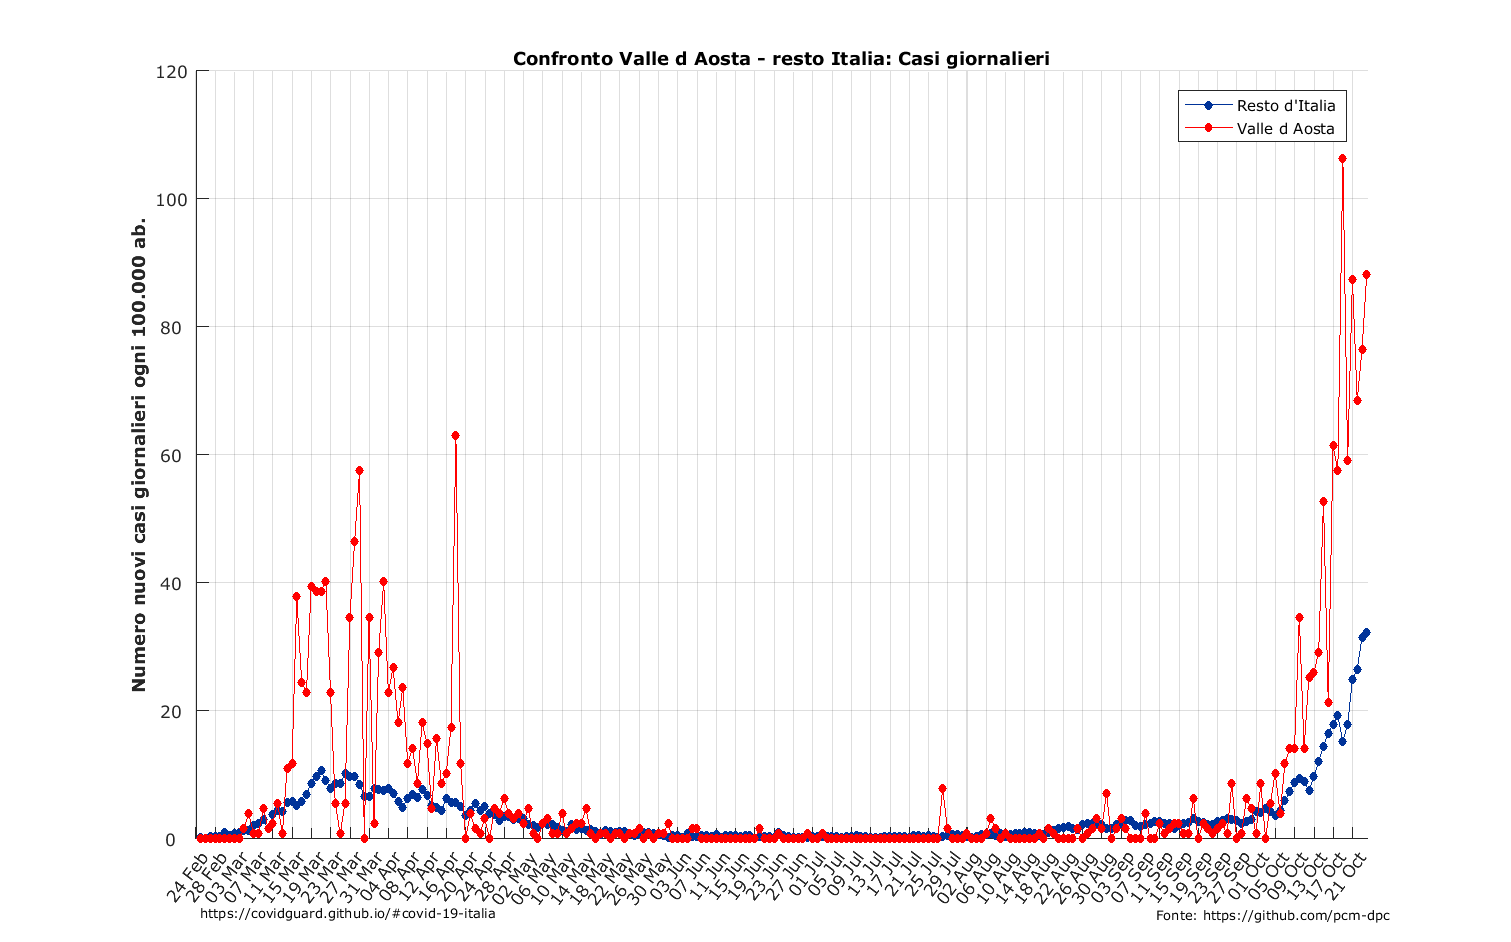 Confronto Valle d Aosta - resto Italia: Casi giornalieri
Numero nuovi casi giornalieri ogni 100.000 ab.
120
100
80
60
40
20
0
Resto d'Italia
Valle d Aosta
24 Feb
28 Feb
03 Mar
07 Mar
11 Mar
15 Mar
19 Mar
23 Mar
27 Mar
31 Mar
04 Apr
08 Apr
12 Apr
16 Apr
20 Apr
24 Apr
28 Apr
02 May
06 May
10 May
14 May
18 May
22 May
26 May
30 May
03 Jun
07 Jun
11 Jun
15 Jun
19 Jun
23 Jun
27 Jun
01 Jul
05 Jul
09 Jul
13 Jul
17 Jul
21 Jul
25 Jul
29 Jul
02 Aug
06 Aug
10 Aug
14 Aug
18 Aug
22 Aug
26 Aug
30 Aug
03 Sep
07 Sep
11 Sep
15 Sep
19 Sep
23 Sep
27 Sep
01 Oct
05 Oct
09 Oct
13 Oct
17 Oct
21 Oct
https://covidguard.github.io/#covid-19-italia
Fonte: https://github.com/pcm-dpc